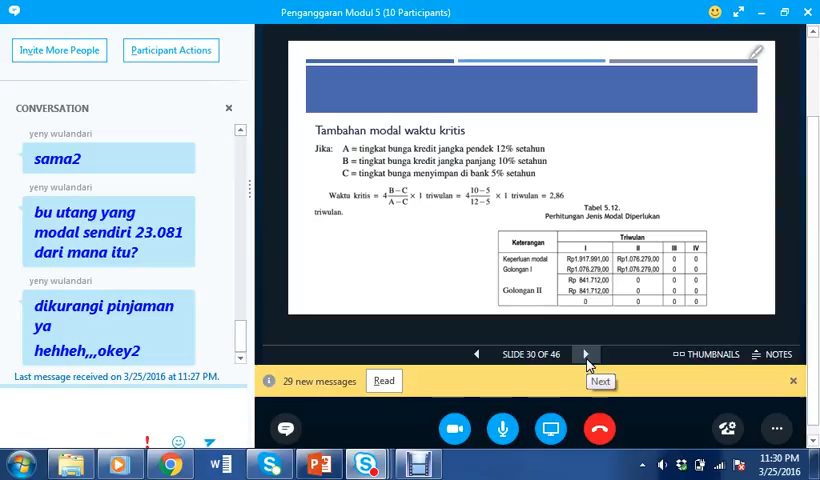 Penganggaran Modul 5 (10 Participants)
Invite More People
Participant Actions
CONVERSATION
yeny wulandari
sama2
yeny wulandari
bu utang yang
modal sendiri 23.081
dari mana itu?
yeny wulandari
dikurangi pinjaman
ya
hehheh,,,okey2
Last message received on 3/25/2016 at 11:27 PM.
Tambahan modal waktu kritis
Jika: A = tingkat bunga kredit jangka pendek 12% setahun
B = tingkat bunga kredit jangka panjang 10% setahun
C = tingkat bunga menyimpan di bank 5% setahun
Waktu kritis = 4 B-C/A-C × 1 triwulan = 4 10-5/12-5 × 1 triwulan = 2,86
triwulan.
Tabel 5.12.
Perhitungan Jenis Modal Diperlukan
Keterangan Triwulan
I II III IV
Keperluan modal Rp1.917.991,00 Rp1.076.279,00 0 0
Golongan I Rp1.076.279,00 Rp1.076.279,00 0 0
Rp 841.712,00 0 0 0
Golongan II Rp 841.712,00 0 0 0
0 0 0 0
SLIDE 30 OF 46
THUMBNAILS
NOTES
Next
29 new messages
Read
11:30 PM
3/25/2016